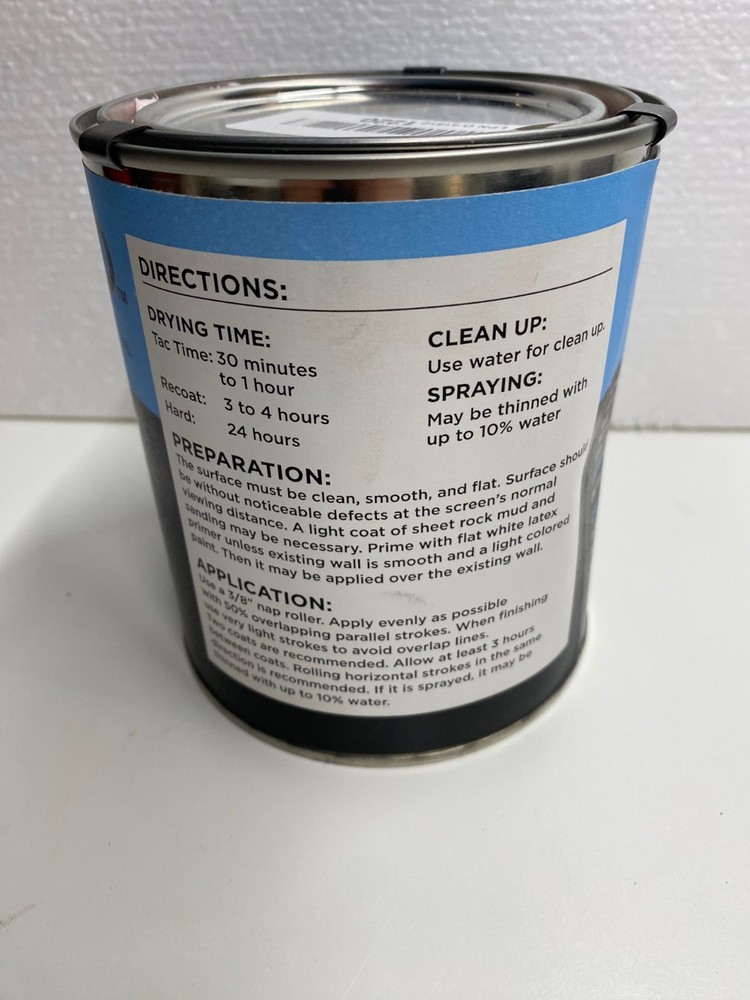 DIRECTIONS:
DRYING TIME:
Tac Time: 30 minutes
to 1 hour
Recoat: 3 to 4 hours
Hard: 24 hours
CLEAN UP:
Use water for clean up.
SPRAYING:
May be thinned with
up to 10% water
PREPARATION:
The surface must be clean, smooth, and flat. Surface should
be without noticeable defects at the screen's normal
viewing distance. A light coat of sheet rock mud and
sanding may be necessary. Prime with flat white latex
primer unless existing wall is smooth and a light colored
paint. Then it may be applied over the existing wall.
APPLICATION:
Use a 3/8" nap roller. Apply evenly as possible
with 50% overlapping parallel strokes. When finishing
use very light strokes to avoid overlap lines.
Two coats are recommended. Allow at least 3 hours
between coats. Rolling horizontal strokes in the same
direction is recommended. If it is sprayed, it may be
thinned with up to 10% water.
TM